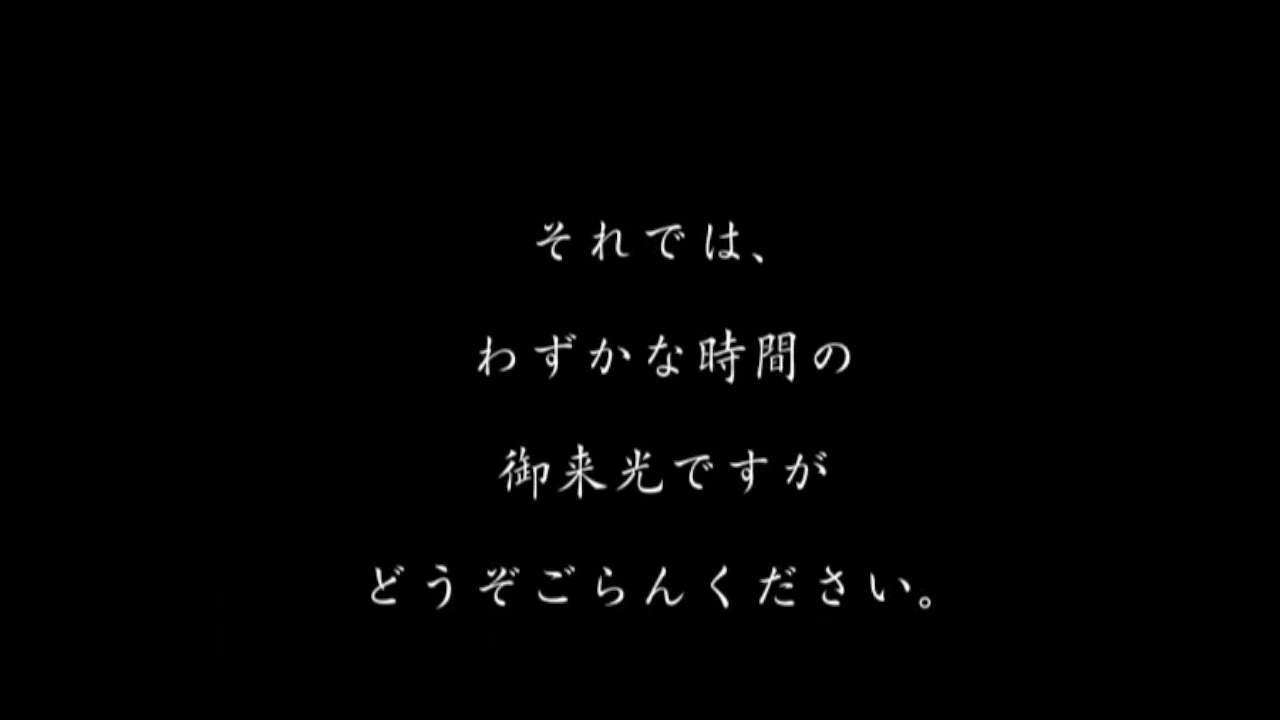 それでは、
わずかな時間の
御来光ですが
どうぞごらんください。